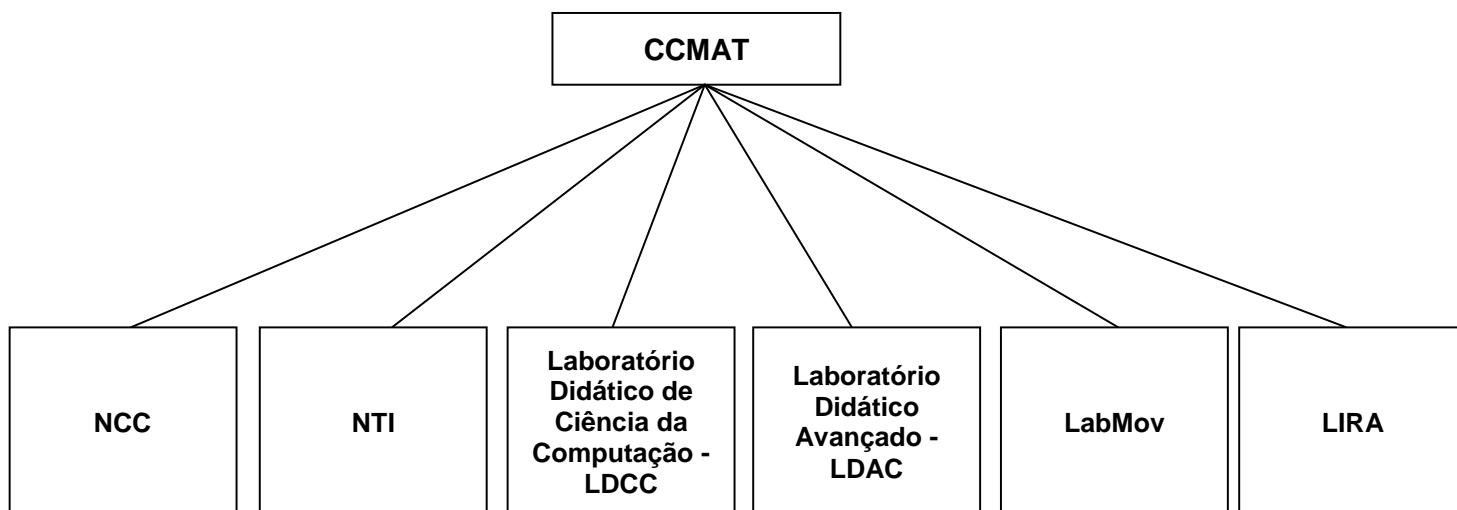 CCMAT
NCC
NTI
Laboratório
Didático de
Ciência da
Computação -
LDCC
Laboratório
Didático
Avançado -
LDAC
LabMov
LIRA